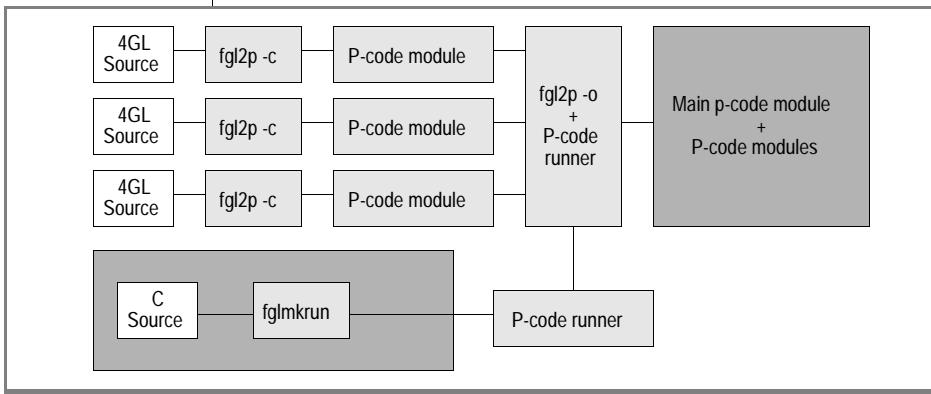 4GL
Source
fgl2p -c
P-code module
4GL
Source
fgl2p -c
P-code module
4GL
Source
fgl2p -c
P-code module
fgl2p -o
+
P-code
runner
Main p-code module
+
P-code modules
C
Source
fglmkrun
P-code runner